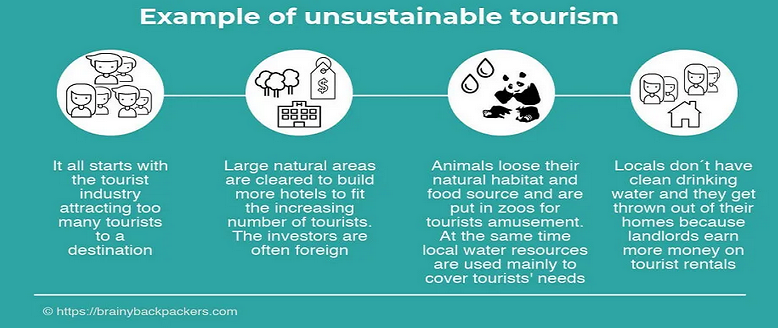 Example of unsustainable tourism
$
It all starts with
the tourist
industry
attracting too
many tourists
to a
destination
Large natural areas
are cleared to build
more hotels to fit
the increasing
number of tourists.
The investors are
often foreign
Animals loose their
natural habitat and
food source and are
put in zoos for
tourists amusement.
At the same time
local water resources
are used mainly to
cover tourists' needs
Locals don´t have
clean drinking
water and they get
thrown out of their
homes because
landlords earn
more money on
tourist rentals
© https://brainybackpackers.com